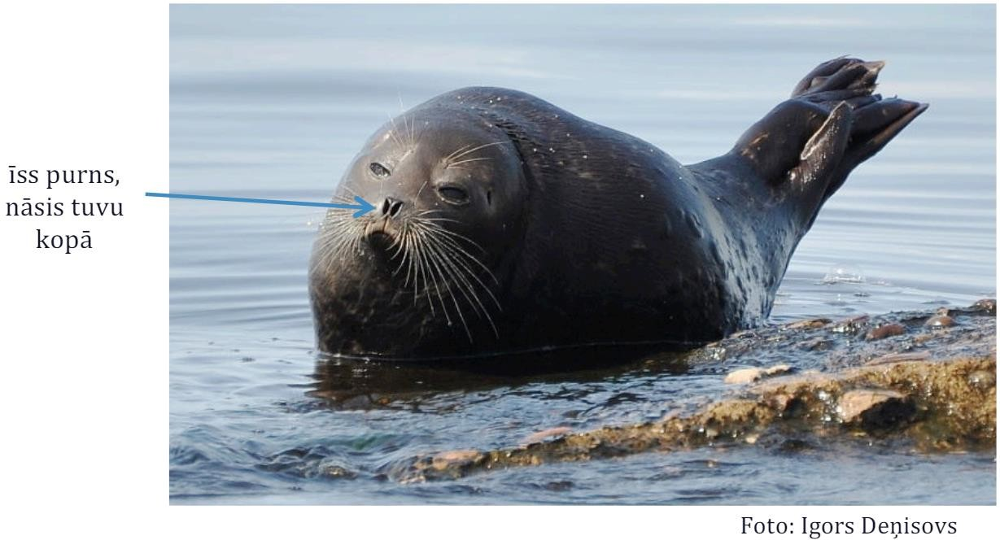 īss purns,
nāsis tuvu
kopā
Foto: Igors Deņisovs